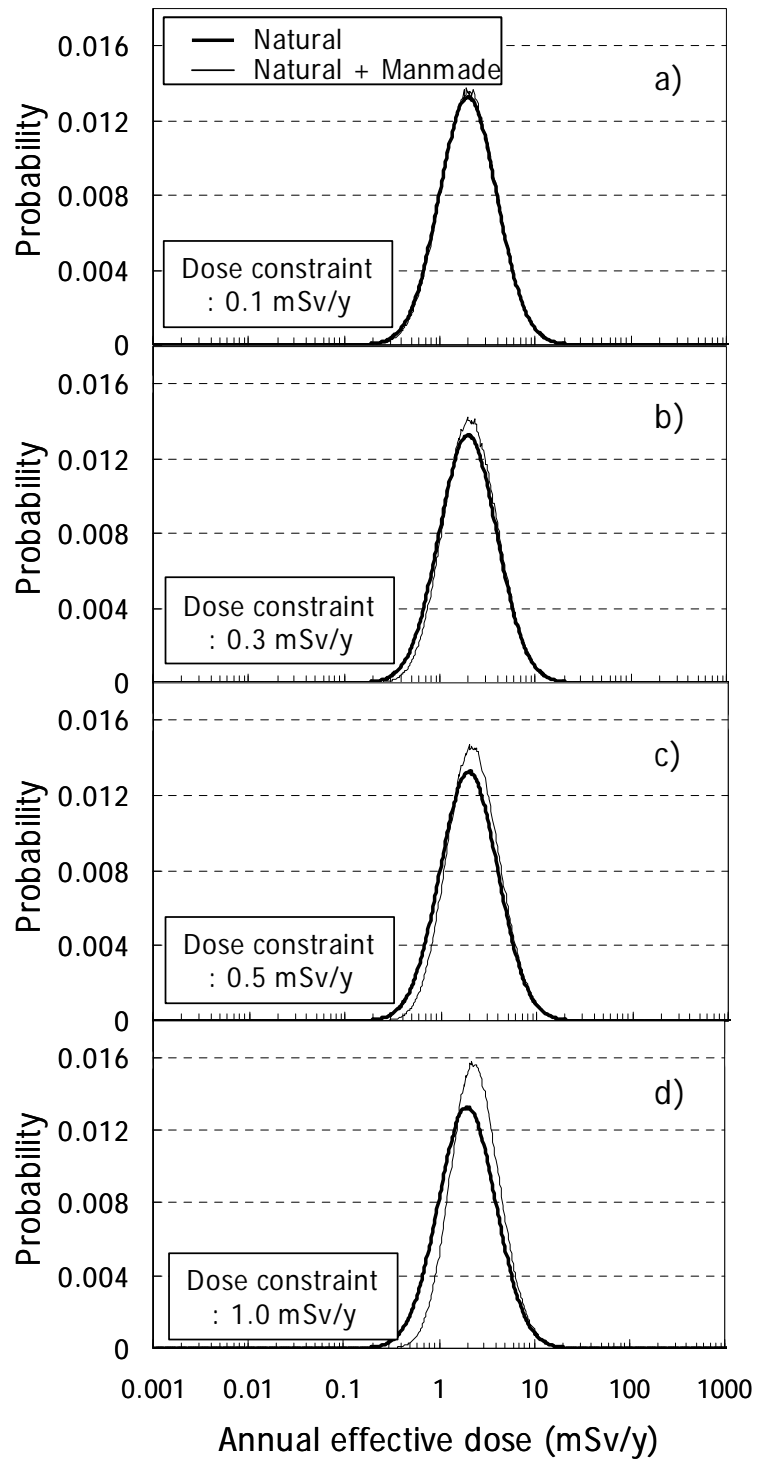 Natural
Natural + Manmade
a)
0.016
0.012
0.008
0.004
0
Probability
Dose constraint
: 0.1 mSv/y
b)
0.016
0.012
0.008
0.004
0
Probability
Dose constraint
: 0.3 mSv/y
c)
0.016
0.012
0.008
0.004
0
Probability
Dose constraint
: 0.5 mSv/y
d)
0.016
0.012
0.008
0.004
0
Probability
Dose constraint
: 1.0 mSv/y
0.001 0.01 0.1 1 10 100 1000
Annual effective dose (mSv/y)